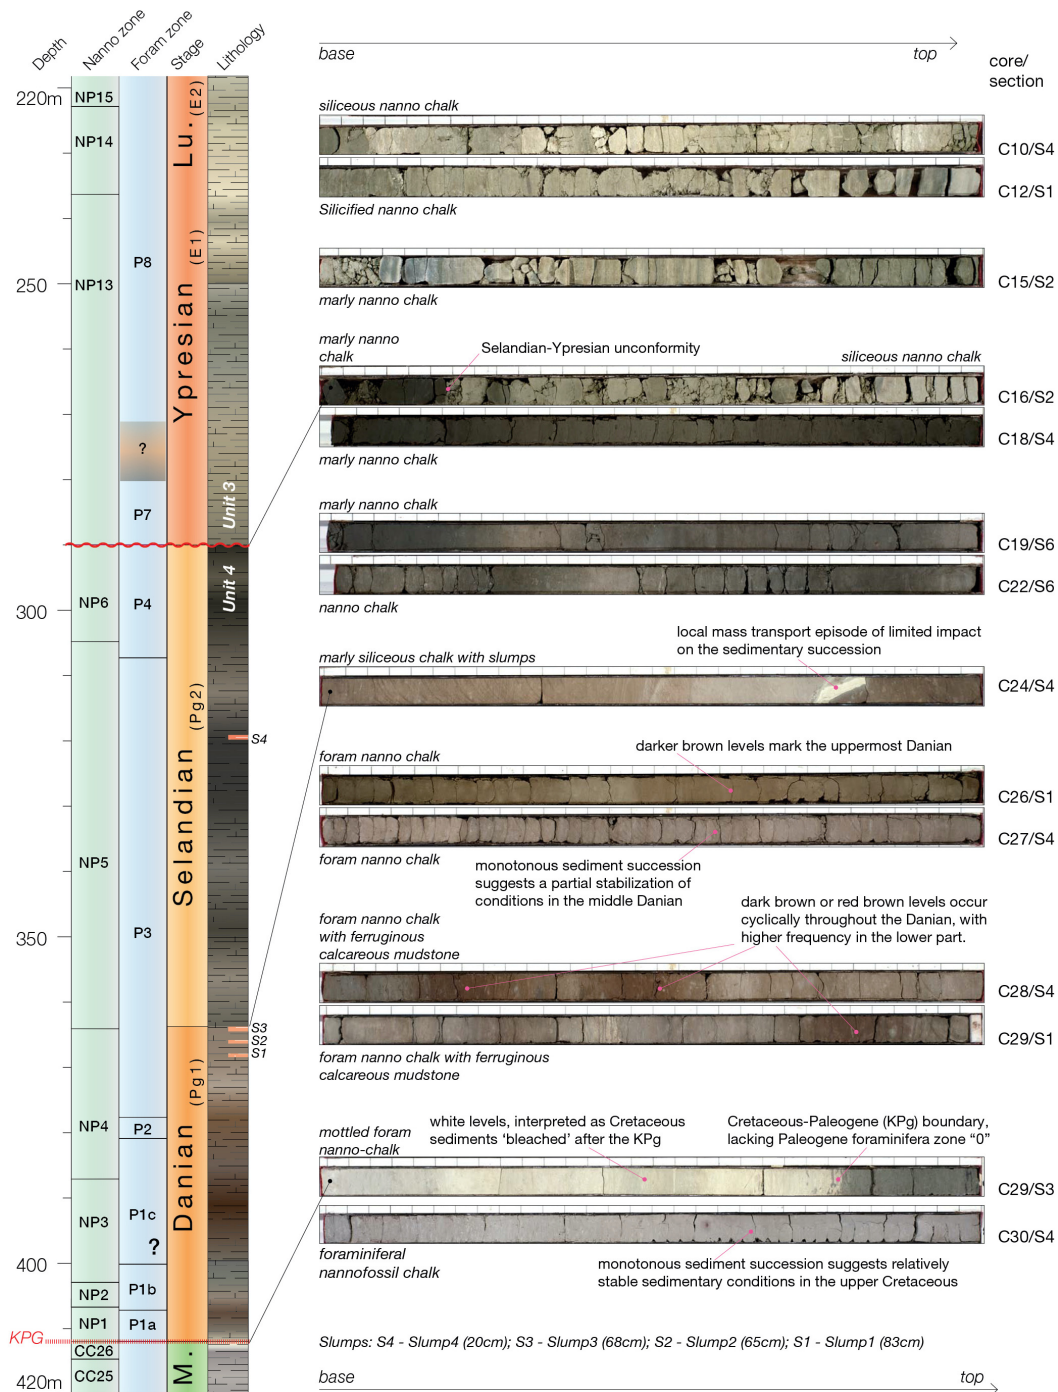 Depth
Nanno zone
Foram zone
Stage
Lithology
base
top
core/
section
220m
250
300
350
400
420m
KPG
NP15
NP14
NP13
NP6
NP5
NP4
NP3
NP2
NP1
CC26
CC25
P8
?
P7
P4
P3
P2
P1c
?
P1b
P1a
Lu. (E2)
Ypresian (E1)
Selandian (Pg2)
Danian (Pg1)
M.
Unit 3
Unit 4
S4
S3
S2
S1
siliceous nanno chalk
C10/S4
C12/S1
Silicified nanno chalk
C15/S2
marly nanno chalk
marly nanno
chalk
Selandian-Ypresian unconformity
siliceous nanno chalk
C16/S2
C18/S4
marly nanno chalk
marly nanno chalk
C19/S6
C22/S6
nanno chalk
local mass transport episode of limited impact
on the sedimentary succession
marly siliceous chalk with slumps
C24/S4
darker brown levels mark the uppermost Danian
foram nanno chalk
C26/S1
C27/S4
foram nanno chalk
monotonous sediment succession
suggests a partial stabilization of
conditions in the middle Danian
dark brown or red brown levels occur
cyclically throughout the Danian, with
higher frequency in the lower part.
foram nanno chalk
with ferruginous
calcareous mudstone
C28/S4
C29/S1
foram nanno chalk with ferruginous
calcareous mudstone
white levels, interpreted as Cretaceous
sediments ‘bleached’ after the KPg
Cretaceous-Paleogene (KPg) boundary,
lacking Paleogene foraminifera zone “0”
mottled foram
nanno-chalk
C29/S3
C30/S4
foraminiferal
nannofossil chalk
monotonous sediment succession suggests relatively
stable sedimentary conditions in the upper Cretaceous
Slumps: S4 - Slump4 (20cm); S3 - Slump3 (68cm); S2 - Slump2 (65cm); S1 - Slump1 (83cm)
base
top